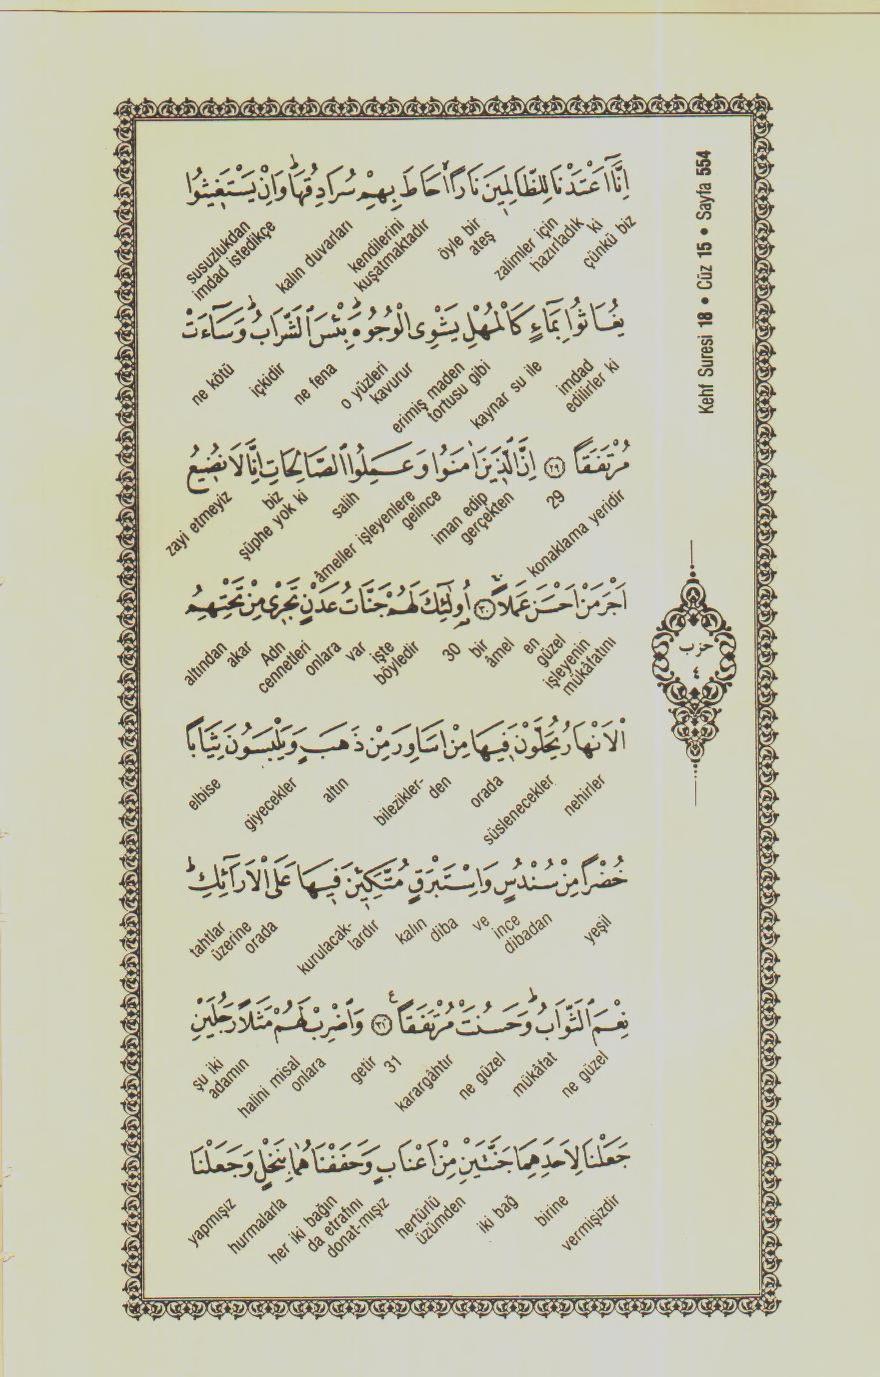 Kehf Suresi 18 • Cüz 15 • Sayfa 554
اِنَّٓا اَعْتَدْنَا لِلظَّالِمٖينَ نَارًا اَحَاطَ بِهِمْ سُرَادِقُهَاۜ وَاِنْ يَسْتَغٖيثُوا
çünkü biz ki hazırladık zalimler için öyle bir ateş kendilerini kuşatmaktadır kalın duvarları susuzluktan imdad istedikçe
يُغَاثُوا بِمَٓاءٍ كَالْمُهْلِ يَشْوِى الْوُجُوهَۜ بِئْسَ الشَّرَابُۜ وَسَٓاءَتْ
imdad edilirler ki kaynar su ile erimiş maden tortusu gibi kavurur o yüzleri ne fena içkidir ne kötü
مُرْتَفَقًا ٢٩ اِنَّ الَّذٖينَ اٰمَنُوا وَعَمِلُوا الصَّالِحَاتِ اِنَّا لَا نُضٖيعُ
konaklama yeridir 29 gerçekten iman edip salih âmeller işleyenlere gelince şüphe yok ki biz zayi etmeyiz
اَجْرَ مَنْ اَحْسَنَ عَمَلًاۚ ٣٠ اُو۬لٰٓئِكَ لَهُمْ جَنَّاتُ عَدْنٍ تَجْرٖى مِنْ تَحْتِهِمُ
mükâfatını işleyenin güzel en âmel bir 30 işte böyledir var onlara Adn cennetleri akar altından
حزب
٤
الْاَنْهَارُ يُحَلَّوْنَ فٖيهَا مِنْ اَسَاوِرَ مِنْ ذَهَبٍ وَيَلْبَسُونَ ثِيَابًا
nehirler süslenecekler orada den bilezikler- altın giyecekler elbise
خُضْرًا مِنْ سُنْدُسٍ وَاِسْتَبْرَقٍ مُتَّكِـٖٔينَ فٖيهَا عَلَى الْاَرَٓائِكِۜ
yeşil ince dibadan ve diba kalın kurulacak-lardır orada tahtlar üzerine
نِعْمَ الثَّوَابُۜ وَحَسُنَتْ مُرْتَفَقًا ٣١ ع وَاضْرِبْ لَهُمْ مَثَلًا رَجُلَيْنِ
ne güzel mükâfat ne güzel karargâhtır 31 getir onlara halini misal şu iki adamın
جَعَلْنَا لِاَحَدِهِمَا جَنَّتَيْنِ مِنْ اَعْنَابٍ وَحَفَفْنَاهُمَا بِنَخْلٍ وَجَعَلْنَا
vermişizdir birine iki bağ hertürlü üzümden her iki bağın da etrafını donat-mışız hurmalarla yapmışız